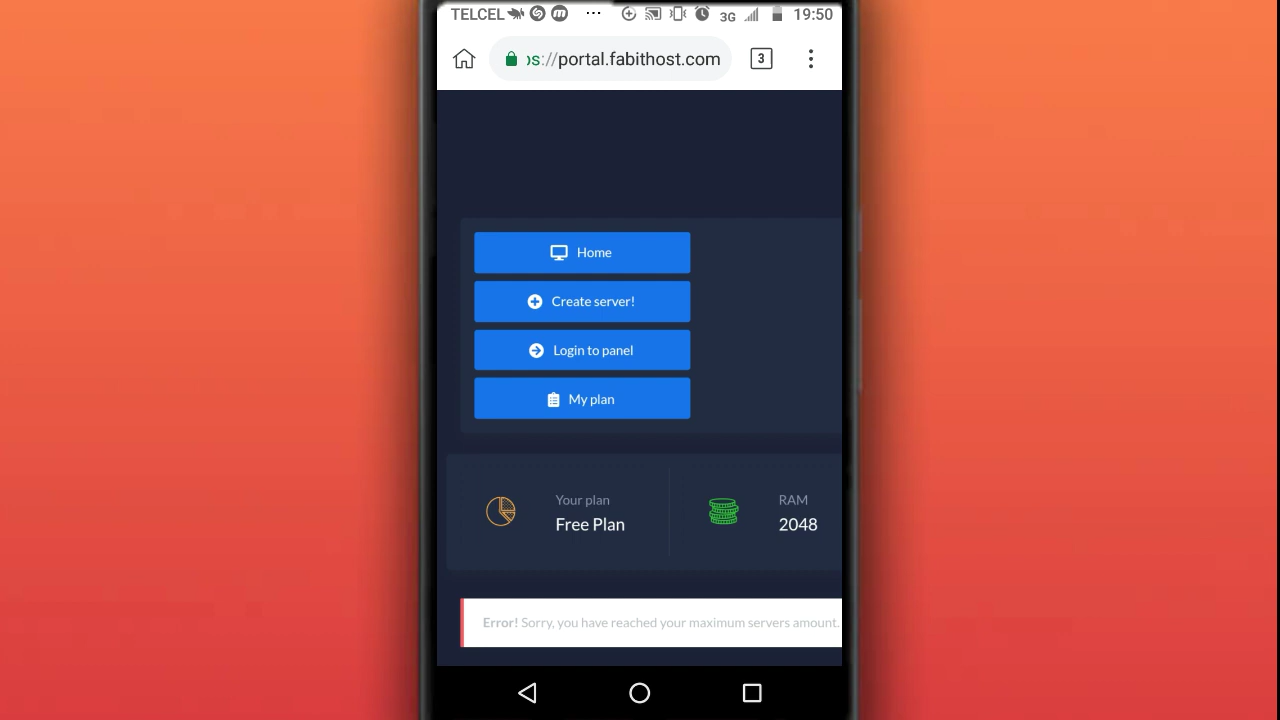 TELCEL ... 3G 19:50
ps://portal.fabithost.com 3
Home
Create server!
Login to panel
My plan
Your plan
Free Plan
RAM
2048
Error! Sorry, you have reached your maximum servers amount.